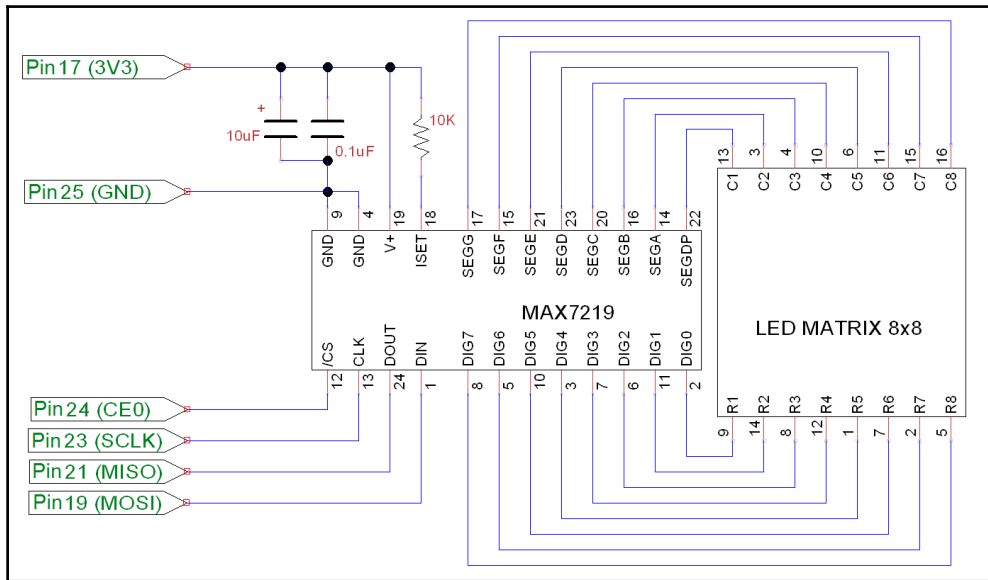 Pin17 (3V3)
+
10uF
0.1uF
10K
Pin25 (GND)
9 4 19 18 17 15 21 23 20 16 14 22
GND GND V+ ISET SEGG SEGF SEGE SEGD SEGC SEGB SEGA SEGDP
MAX7219
/CS CLK DOUT DIN DIG7 DIG6 DIG5 DIG4 DIG3 DIG2 DIG1 DIG0
12 13 24 1 8 5 10 3 7 6 11 2
13 3 4 10 6 11 15 16
C1 C2 C3 C4 C5 C6 C7 C8
LED MATRIX 8x8
R1 R2 R3 R4 R5 R6 R7 R8
9 14 8 12 1 7 2 5
Pin24 (CE0)
Pin23 (SCLK)
Pin21 (MISO)
Pin19 (MOSI)